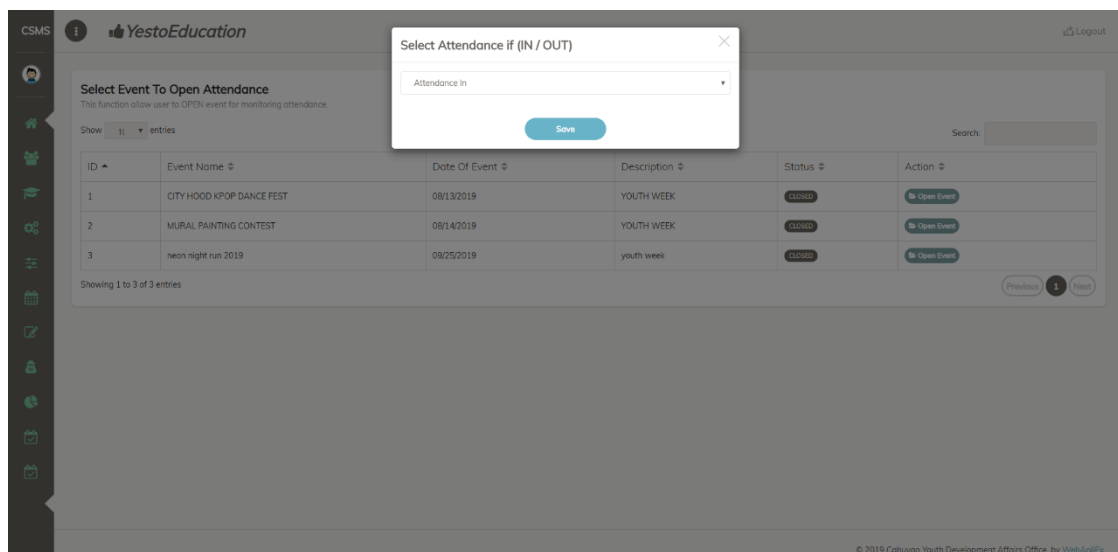 CSMS
YestoEducation
Logout
Select Attendance if (IN / OUT)
Attendance In
Save
Select Event To Open Attendance
This function allow user to OPEN event for monitoring attendance.
Show 10 entries
Search:
ID Event Name Date Of Event Description Status Action
1 CITY HOOD KPOP DANCE FEST 08/13/2019 YOUTH WEEK CLOSED Open Event
2 MURAL PAINTING CONTEST 08/14/2019 YOUTH WEEK CLOSED Open Event
3 neon night run 2019 09/25/2019 youth week CLOSED Open Event
Showing 1 to 3 of 3 entries
Previous 1 Next
© 2019 Cabuyao Youth Development Affairs Office. by